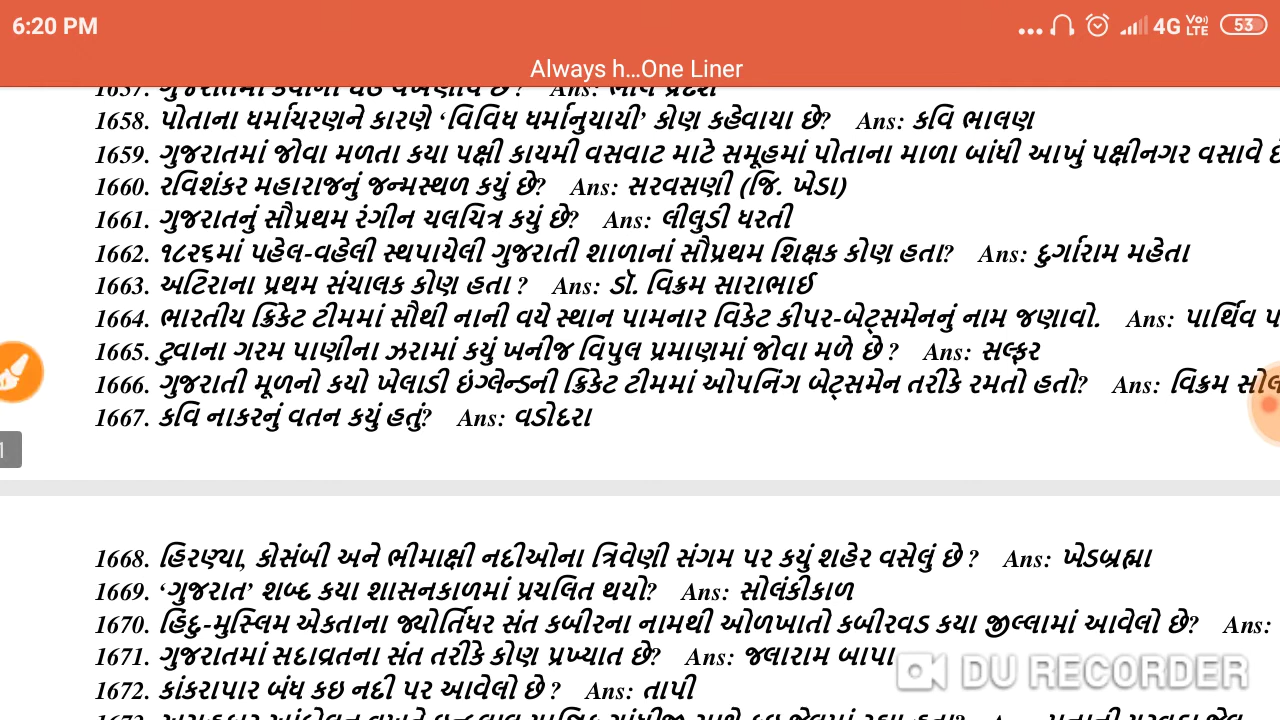 6:20 PM
4G Vo) LTE 53
Always h...One Liner
1657. ગુજરાતમાં
1658. પોતાના ધર્માચરણને કારણે ‘વિવિધ ધર્માનુયાયી’ કોણ કહેવાયા છે? Ans: કવિ ભાલણ
1659. ગુજરાતમાં જોવા મળતા કયા પક્ષી કાયમી વસવાટ માટે સમૂહમાં પોતાના માળા બાંધી આખું પક્ષીનગર વસાવે
1660. રવિશંકર મહારાજનું જન્મસ્થળ કયું છે? Ans: સરવસણી (જિ. ખેડા)
1661. ગુજરાતનું સૌપ્રથમ રંગીન ચલચિત્ર કયું છે? Ans: લીલુડી ધરતી
1662. ૧૮૨૬માં પહેલ-વહેલી સ્થપાયેલી ગુજરાતી શાળાનાં સૌપ્રથમ શિક્ષક કોણ હતા? Ans: દુર્ગારામ મહેતા
1663. અટિરાના પ્રથમ સંચાલક કોણ હતા ? Ans: ડૉ. વિક્રમ સારાભાઈ
1664. ભારતીય ક્રિકેટ ટીમમાં સૌથી નાની વયે સ્થાન પામનાર વિકેટ કીપર-બેટ્સમેનનું નામ જણાવો. Ans: પાર્થિવ પ
1665. ટુવાના ગરમ પાણીના ઝરામાં કયું ખનીજ વિપુલ પ્રમાણમાં જોવા મળે છે ? Ans: સલ્ફર
1666. ગુજરાતી મૂળનો કયો ખેલાડી ઇંગ્લેન્ડની ક્રિકેટ ટીમમાં ઓપનિંગ બેટ્સમેન તરીકે રમતો હતો? Ans: વિક્રમ સોલ
1667. કવિ નાકરનું વતન કયું હતું? Ans: વડોદરા
1
1668. હિરણ્યા, કોસંબી અને ભીમાક્ષી નદીઓના ત્રિવેણી સંગમ પર કયું શહેર વસેલું છે ? Ans: ખેડબ્રહ્મા
1669. ‘ગુજરાત’ શબ્દ કયા શાસનકાળમાં પ્રચલિત થયો? Ans: સોલંકીકાળ
1670. હિંદુ-મુસ્લિમ એકતાના જ્યોર્તિધર સંત કબીરના નામથી ઓળખાતો કબીરવડ કયા જીલ્લામાં આવેલો છે? Ans:
1671. ગુજરાતમાં સદાવ્રતના સંત તરીકે કોણ પ્રખ્યાત છે? Ans: જલારામ બાપા
DU RECORDER
1672. કાંકરાપાર બંધ કઇ નદી પર આવેલો છે ? Ans: તાપી